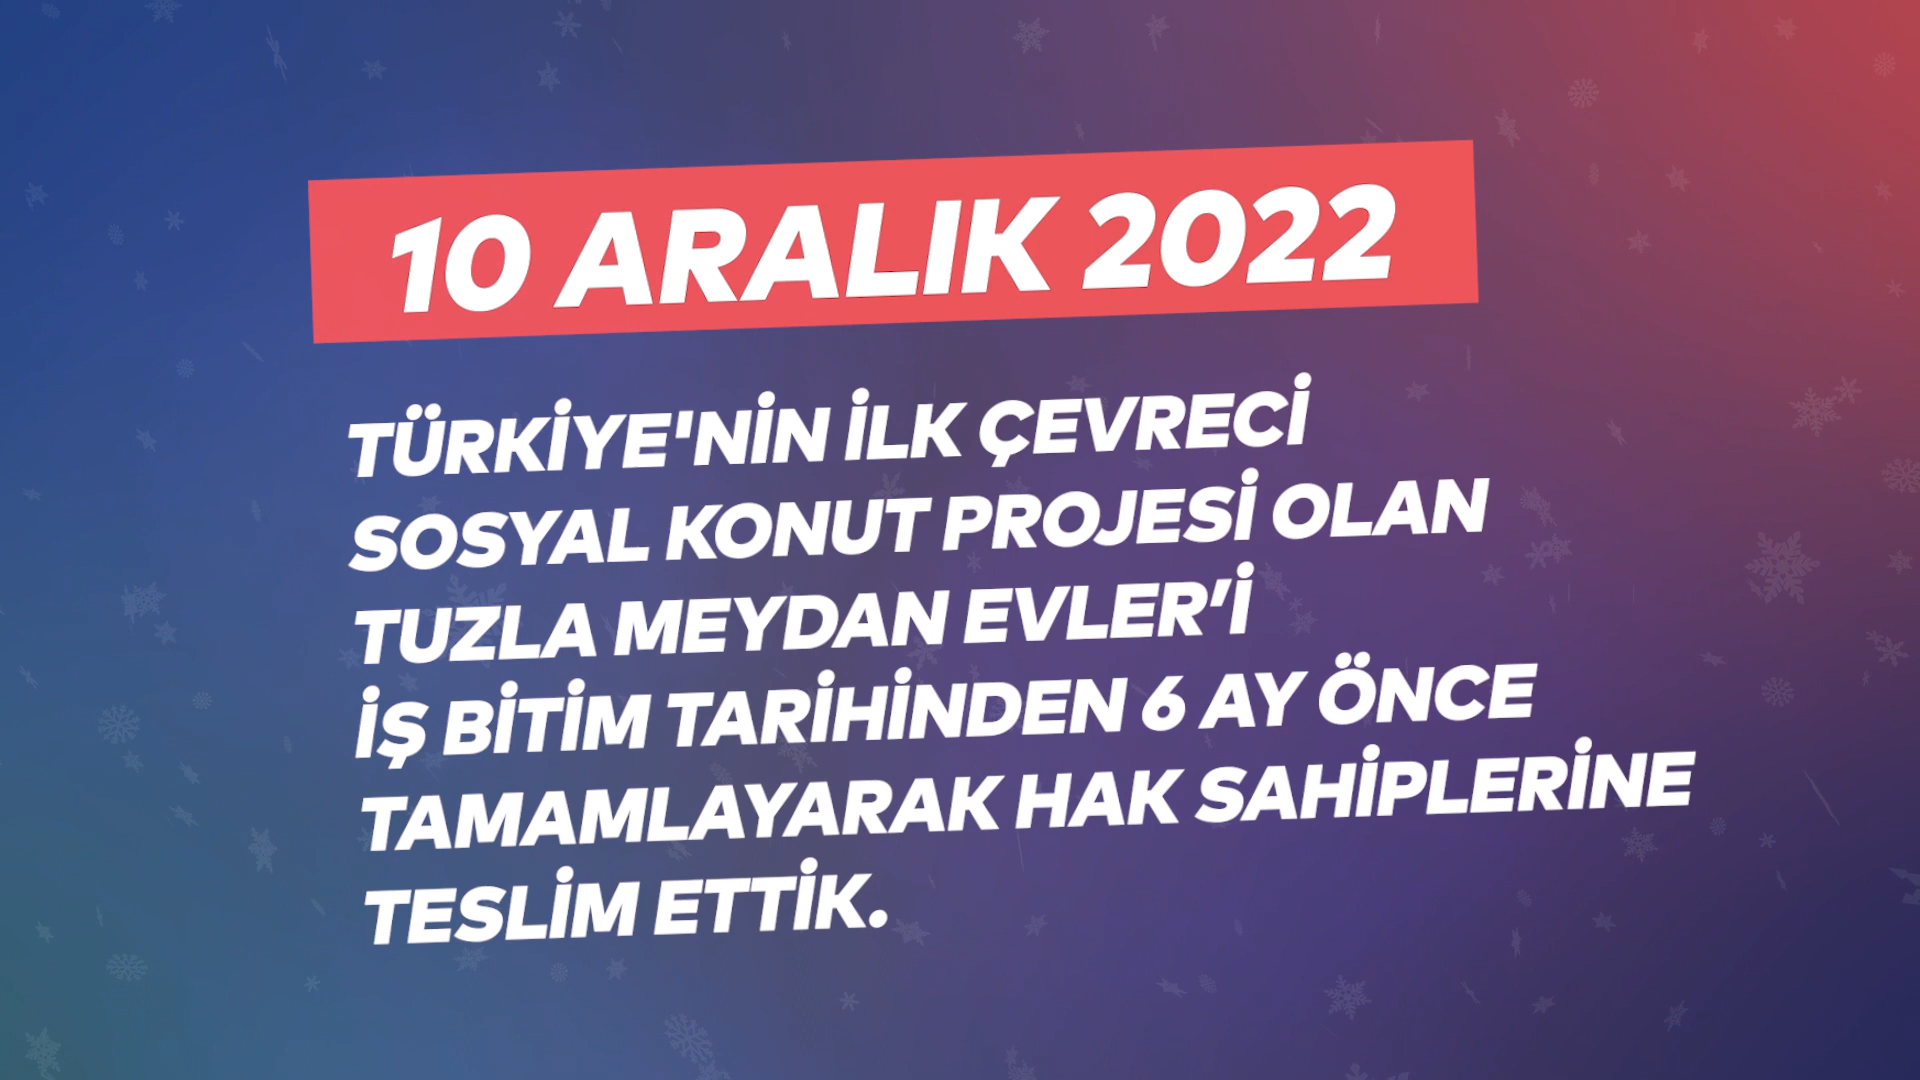 10 ARALIK 2022
TÜRKİYE'NİN İLK ÇEVRECİ
SOSYAL KONUT PROJESİ OLAN
TUZLA MEYDAN EVLER’İ
İŞ BİTİM TARİHİNDEN 6 AY ÖNCE
TAMAMLAYARAK HAK SAHİPLERİNE
TESLİM ETTİK.